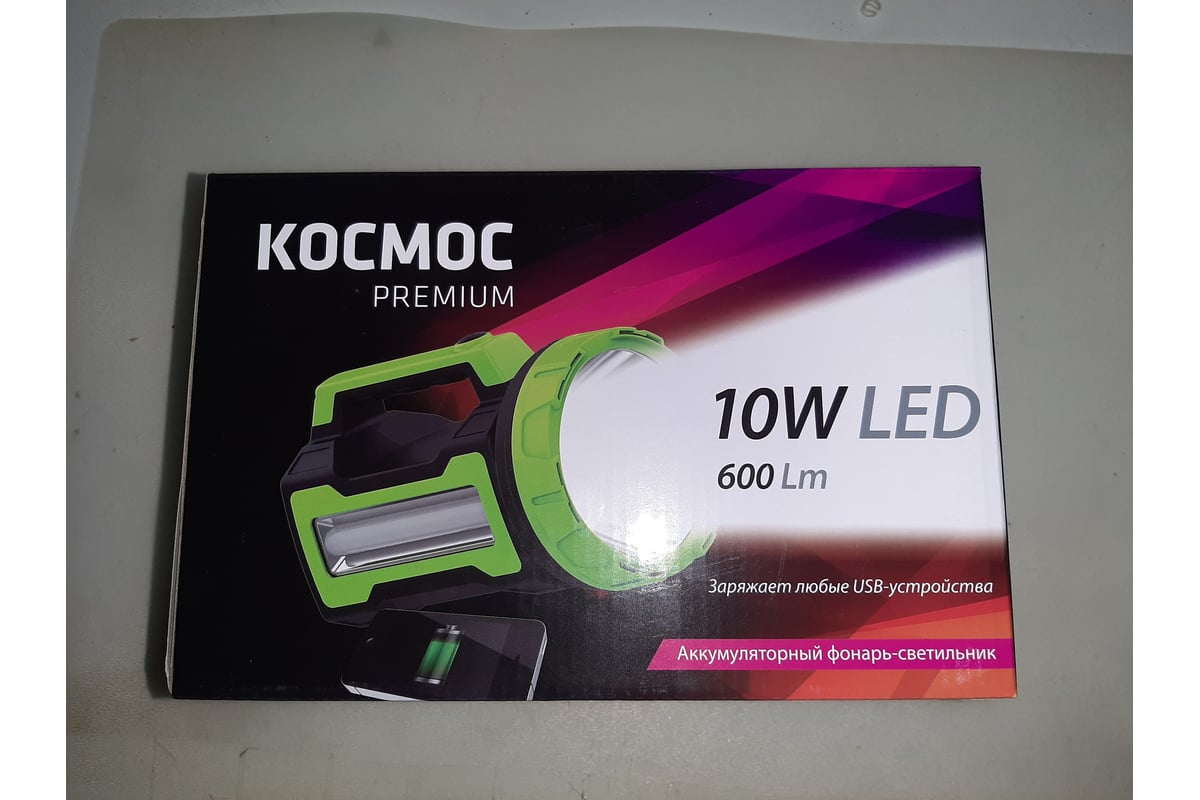 КОСМОС
PREMIUM
10W LED
600 Lm
Заряжает любые USB-устройства
Аккумуляторный фонарь-светильник